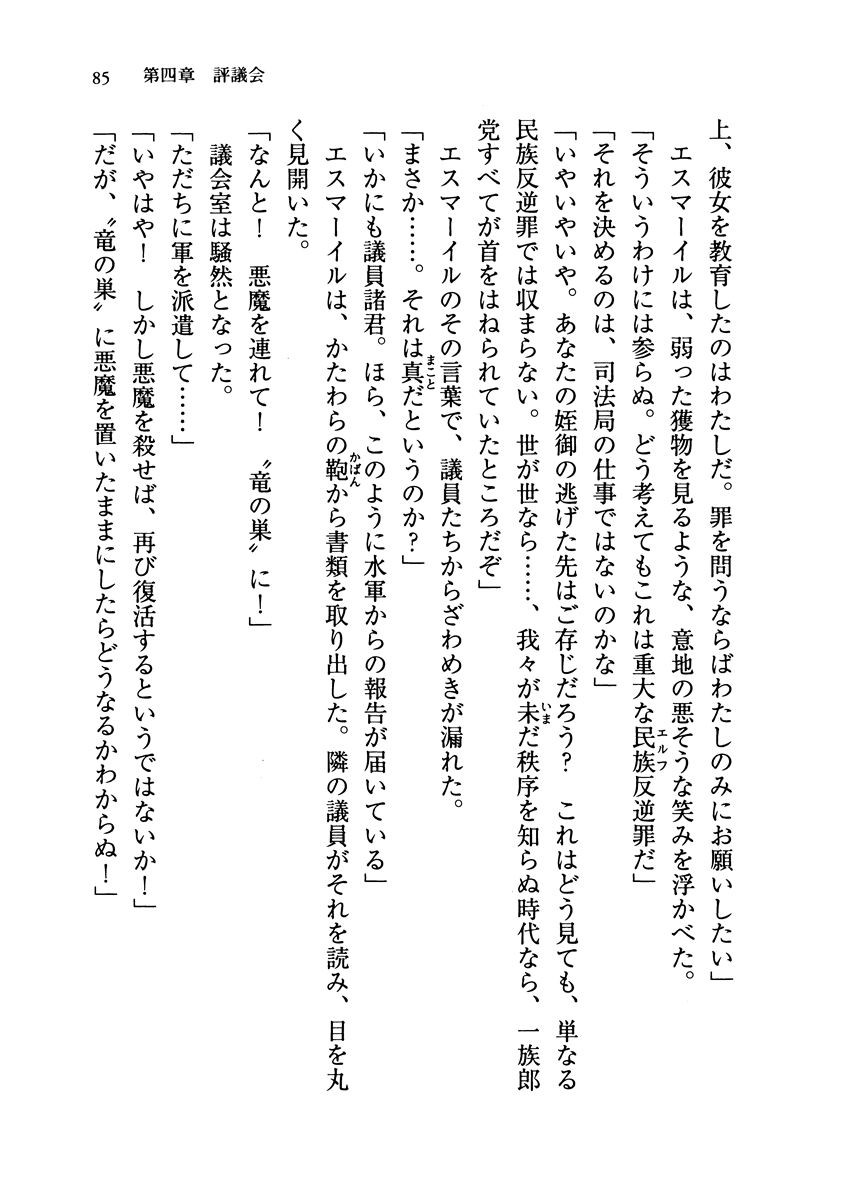 85 第四章 評議会
上、彼女を教育したのはわたしだ。罪を問うならばわたしのみにお願いしたい」
　エスマーイルは、弱った獲物を見るような、意地の悪そうな笑みを浮かべた。
「そういうわけには参らぬ。どう考えてもこれは重大な民族反逆罪だ」
エルフ
「それを決めるのは、司法局の仕事ではないのかな」
「いやいやいや。あなたの姪御の逃げた先はご存じだろう？　これはどう見ても、単なる
民族反逆罪では収まらない。世が世なら……、我々が未だ秩序を知らぬ時代なら、一族郎
いま
党すべてが首をはねられていたところだぞ」
　エスマーイルのその言葉で、議員たちからざわめきが漏れた。
「まさか……。それは真だというのか？」
まこと
「いかにも議員諸君。ほら、このように水軍からの報告が届いている」
　エスマーイルは、かたわらの鞄から書類を取り出した。隣の議員がそれを読み、目を丸
かばん
く見開いた。
「なんと！　悪魔を連れて！　〝竜の巣〟に！」
　議会室は騒然となった。
「ただちに軍を派遣して……」
「いやはや！　しかし悪魔を殺せば、再び復活するというではないか！」
「だが、〝竜の巣〟に悪魔を置いたままにしたらどうなるかわからぬ！」